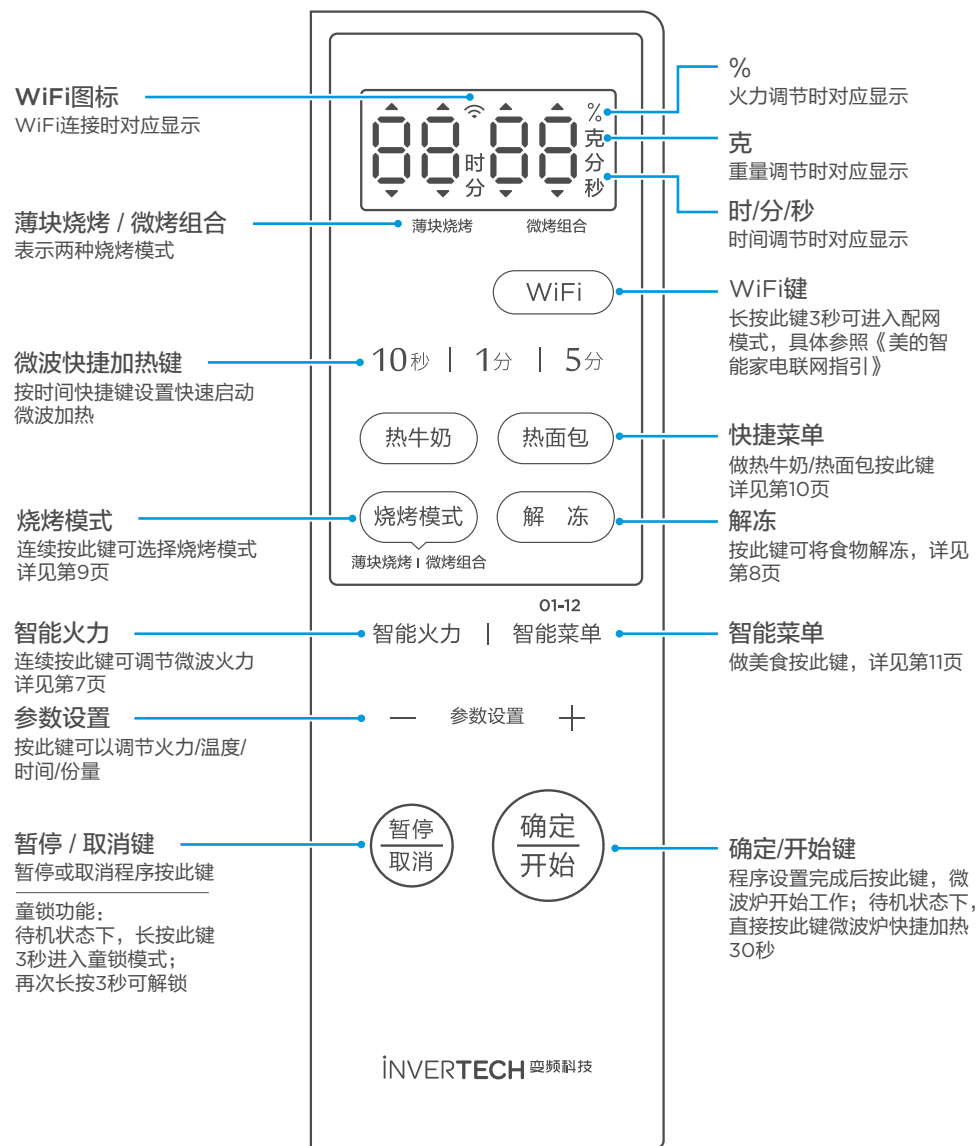 WiFi图标
WiFi连接时对应显示
薄块烧烤 / 微烤组合
表示两种烧烤模式
微波快捷加热键
按时间快捷键设置快速启动
微波加热
烧烤模式
连续按此键可选择烧烤模式
详见第9页
智能火力
连续按此键可调节微波火力
详见第7页
参数设置
按此键可以调节火力/温度/
时间/份量
暂停 / 取消键
暂停或取消程序按此键
童锁功能：
待机状态下，长按此键
3秒进入童锁模式；
再次长按3秒可解锁
88 88
时
分
%
克
分
秒
薄块烧烤 微烤组合
WiFi
10秒 | 1分 | 5分
热牛奶 热面包
烧烤模式 解 冻
薄块烧烤 | 微烤组合
01-12
智能火力 | 智能菜单
— 参数设置 +
暂停
取消
确定
开始
iNVERTECH 变频科技
%
火力调节时对应显示
克
重量调节时对应显示
时/分/秒
时间调节时对应显示
WiFi键
长按此键3秒可进入配网
模式，具体参照《美的智
能家电联网指引》
快捷菜单
做热牛奶/热面包按此键
详见第10页
解冻
按此键可将食物解冻，详见
第8页
智能菜单
做美食按此键，详见第11页
确定/开始键
程序设置完成后按此键，微
波炉开始工作；待机状态下，
直接按此键微波炉快捷加热
30秒